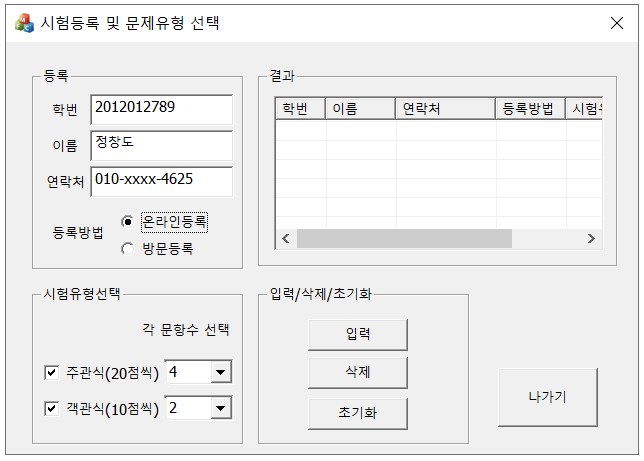 시험등록 및 문제유형 선택
등록
학번 2012012789
이름 정창도
연락처 010-xxxx-4625
등록방법
온라인등록
방문등록
결과
학번 이름 연락처 등록방법
시험유형선택
각 문항수 선택
주관식(20점씩) 4
객관식(10점씩) 2
입력/삭제/초기화
입력
삭제
초기화
나가기